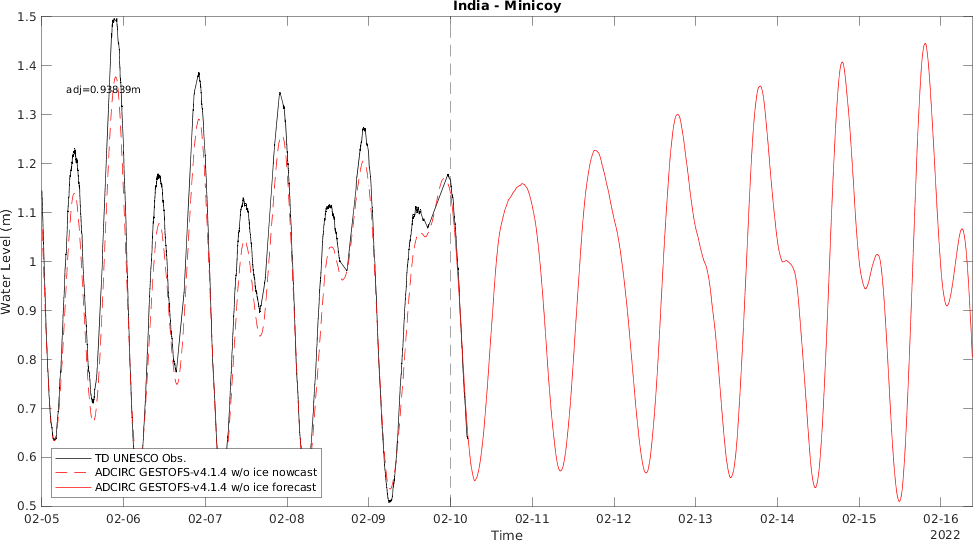 India - Minicoy
1.5
1.4
1.3
1.2
1.1
1
0.9
0.8
0.7
0.6
0.5
Water Level (m)
adj=0.93839m
TD UNESCO Obs.
ADCIRC GESTOFS-v4.1.4 w/o ice nowcast
ADCIRC GESTOFS-v4.1.4 w/o ice forecast
02-05 02-06 02-07 02-08 02-09 02-10 02-11 02-12 02-13 02-14 02-15 02-16
Time
2022